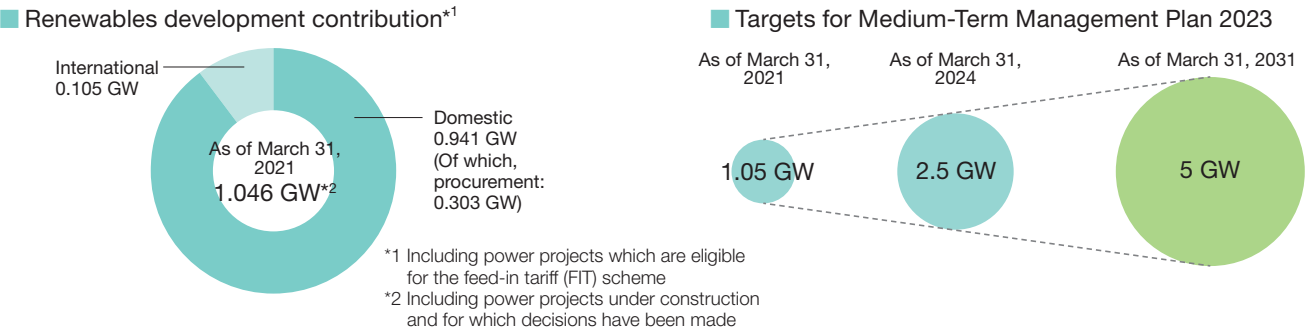 Renewables development contribution*1
International
0.105 GW
As of March 31,
2021
1.046 GW*2
Domestic
0.941 GW
(Of which,
procurement:
0.303 GW)
*1 Including power projects which are eligible
for the feed-in tariff (FIT) scheme
*2 Including power projects under construction
and for which decisions have been made
Targets for Medium-Term Management Plan 2023
As of March 31,
2021
1.05 GW
As of March 31,
2024
2.5 GW
As of March 31, 2031
5 GW